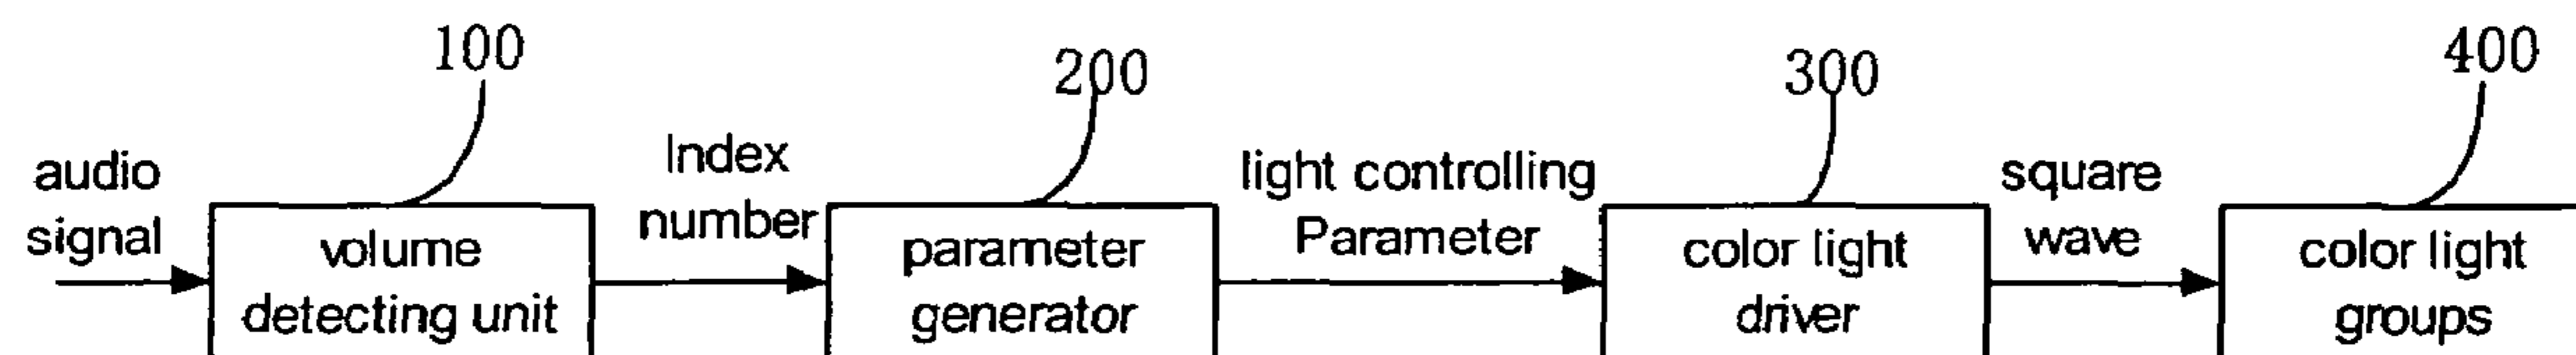 100
200
300
400
audio
signal
volume
detecting unit
Index
number
parameter
generator
light controlling
Parameter
color light
driver
square
wave
color light
groups